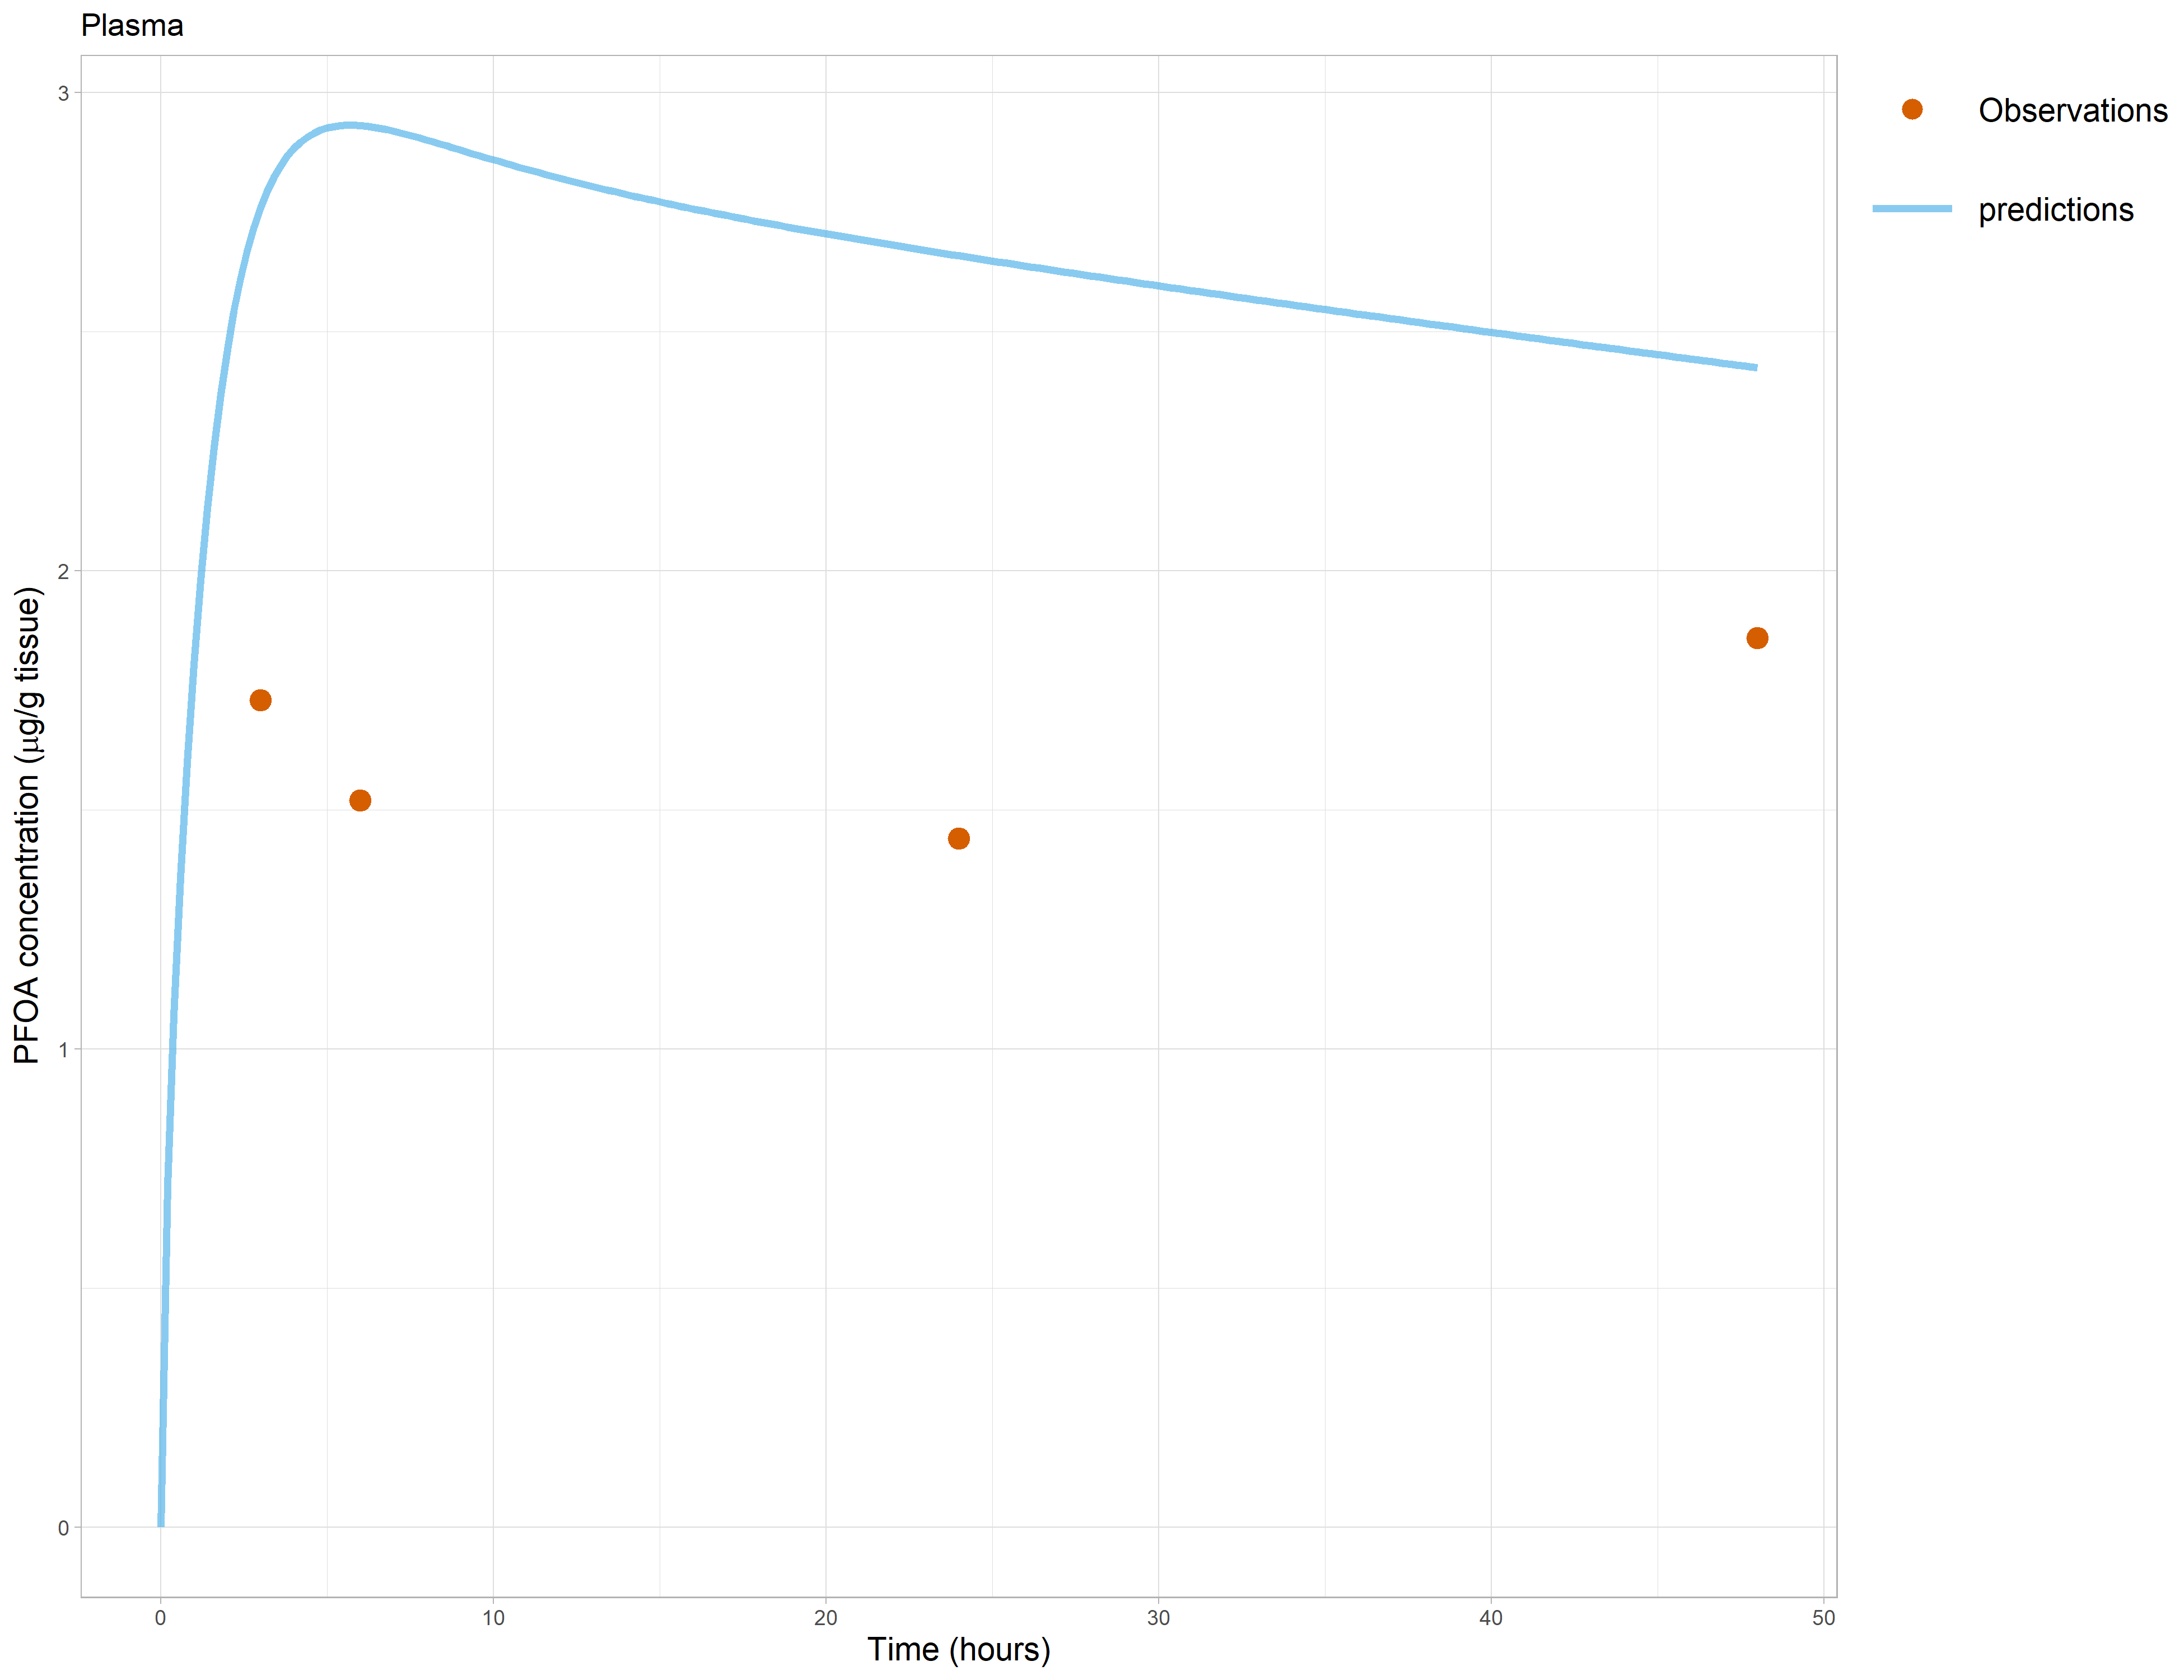 Plasma
PFOA concentration (μg/g tissue)
3
2
1
0
0 10 20 30 40 50
Time (hours)
Observations
predictions